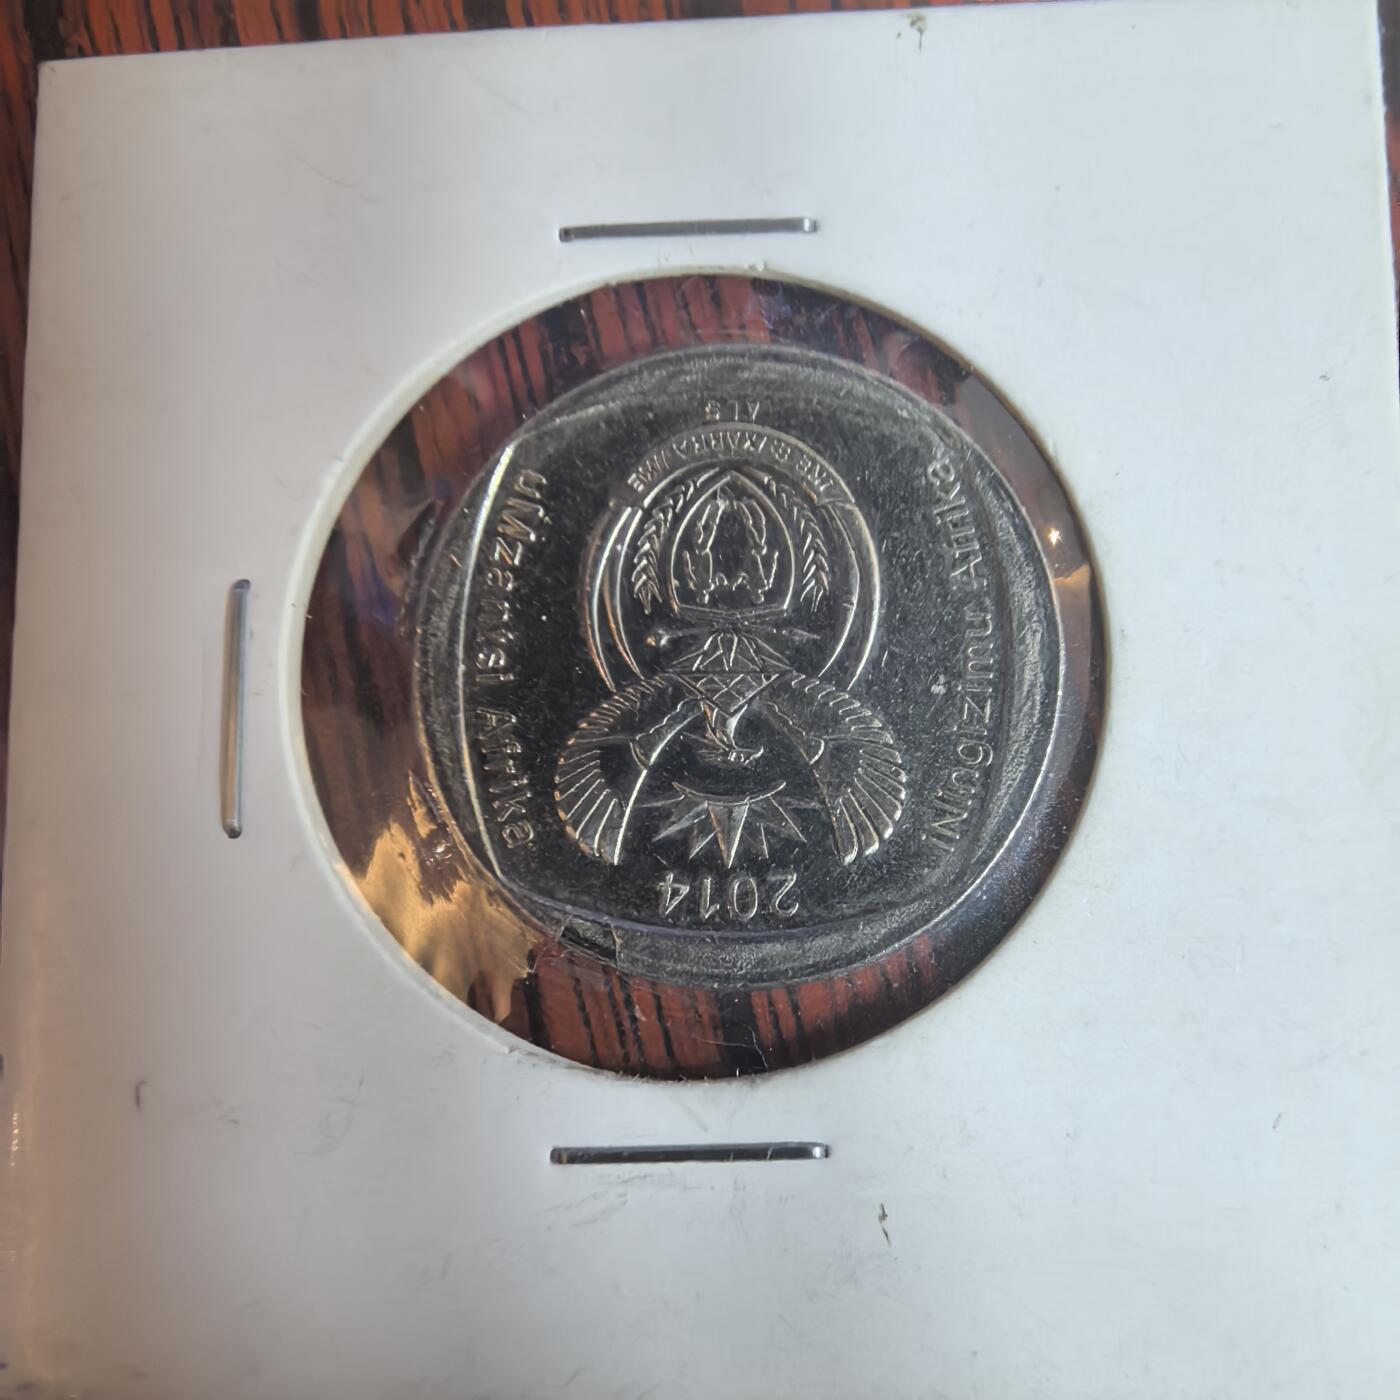 2014
uMzantsi Afrika
Ningizimu Afrika
!KE E: /XARRA //KE
ALS